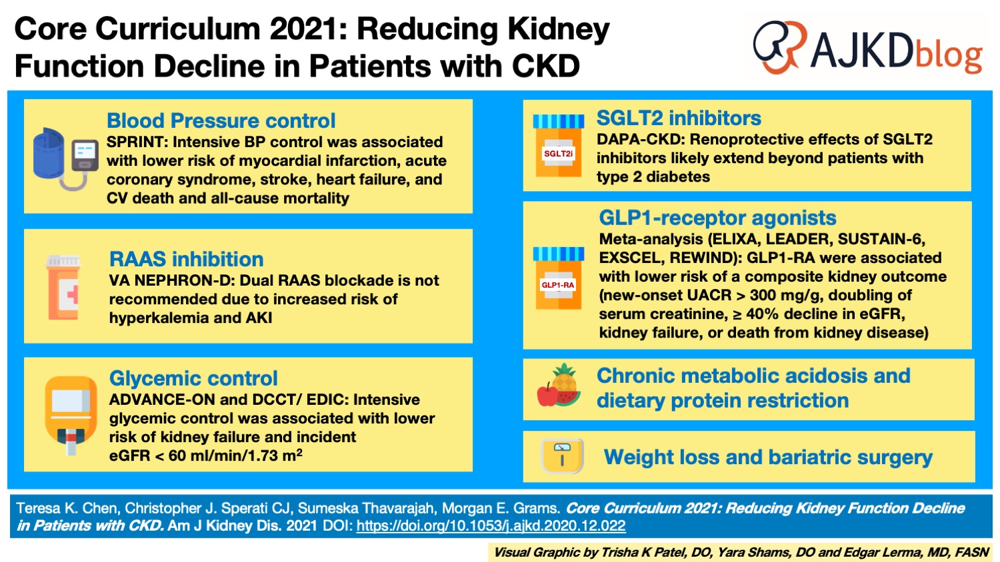 Core Curriculum 2021: Reducing Kidney
Function Decline in Patients with CKD
AJKDblog
Blood Pressure control
SPRINT: Intensive BP control was associated
with lower risk of myocardial infarction, acute
coronary syndrome, stroke, heart failure, and
CV death and all-cause mortality
RAAS inhibition
VA NEPHRON-D: Dual RAAS blockade is not
recommended due to increased risk of
hyperkalemia and AKI
Glycemic control
ADVANCE-ON and DCCT/ EDIC: Intensive
glycemic control was associated with lower
risk of kidney failure and incident
eGFR < 60 ml/min/1.73 m²
SGLT2i
SGLT2 inhibitors
DAPA-CKD: Renoprotective effects of SGLT2
inhibitors likely extend beyond patients with
type 2 diabetes
GLP1-RA
GLP1-receptor agonists
Meta-analysis (ELIXA, LEADER, SUSTAIN-6,
EXSCEL, REWIND): GLP1-RA were associated
with lower risk of a composite kidney outcome
(new-onset UACR > 300 mg/g, doubling of
serum creatinine, ≥ 40% decline in eGFR,
kidney failure, or death from kidney disease)
Chronic metabolic acidosis and
dietary protein restriction
Weight loss and bariatric surgery
Teresa K. Chen, Christopher J. Sperati CJ, Sumeska Thavarajah, Morgan E. Grams. Core Curriculum 2021: Reducing Kidney Function Decline
in Patients with CKD. Am J Kidney Dis. 2021 DOI: https://doi.org/10.1053/j.ajkd.2020.12.022
Visual Graphic by Trisha K Patel, DO, Yara Shams, DO and Edgar Lerma, MD, FASN